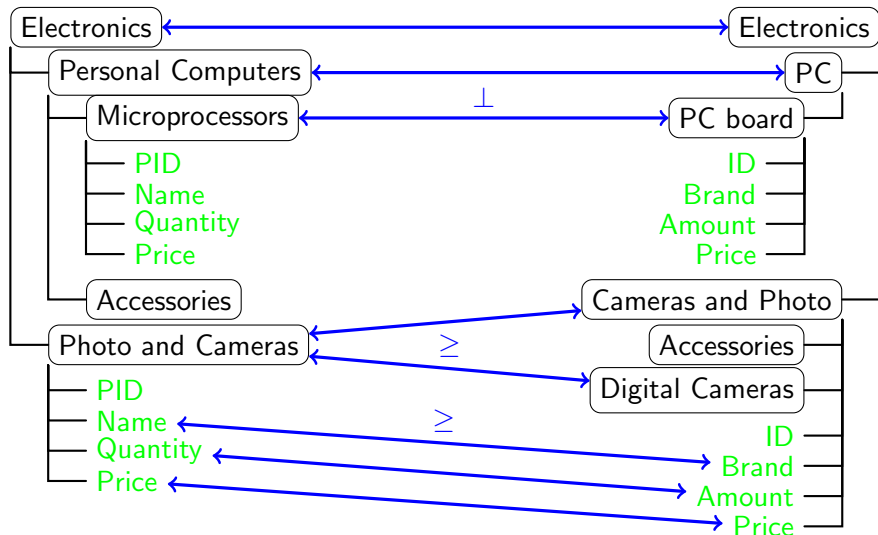 Electronics Electronics
Personal Computers PC
⊥
Microprocessors PC board
PID ID
Name Brand
Quantity Amount
Price Price
Accessories Cameras and Photo
Photo and Cameras ≥ Accessories
Digital Cameras
PID
Name ≥
ID
Quantity
Brand
Price
Amount
Price